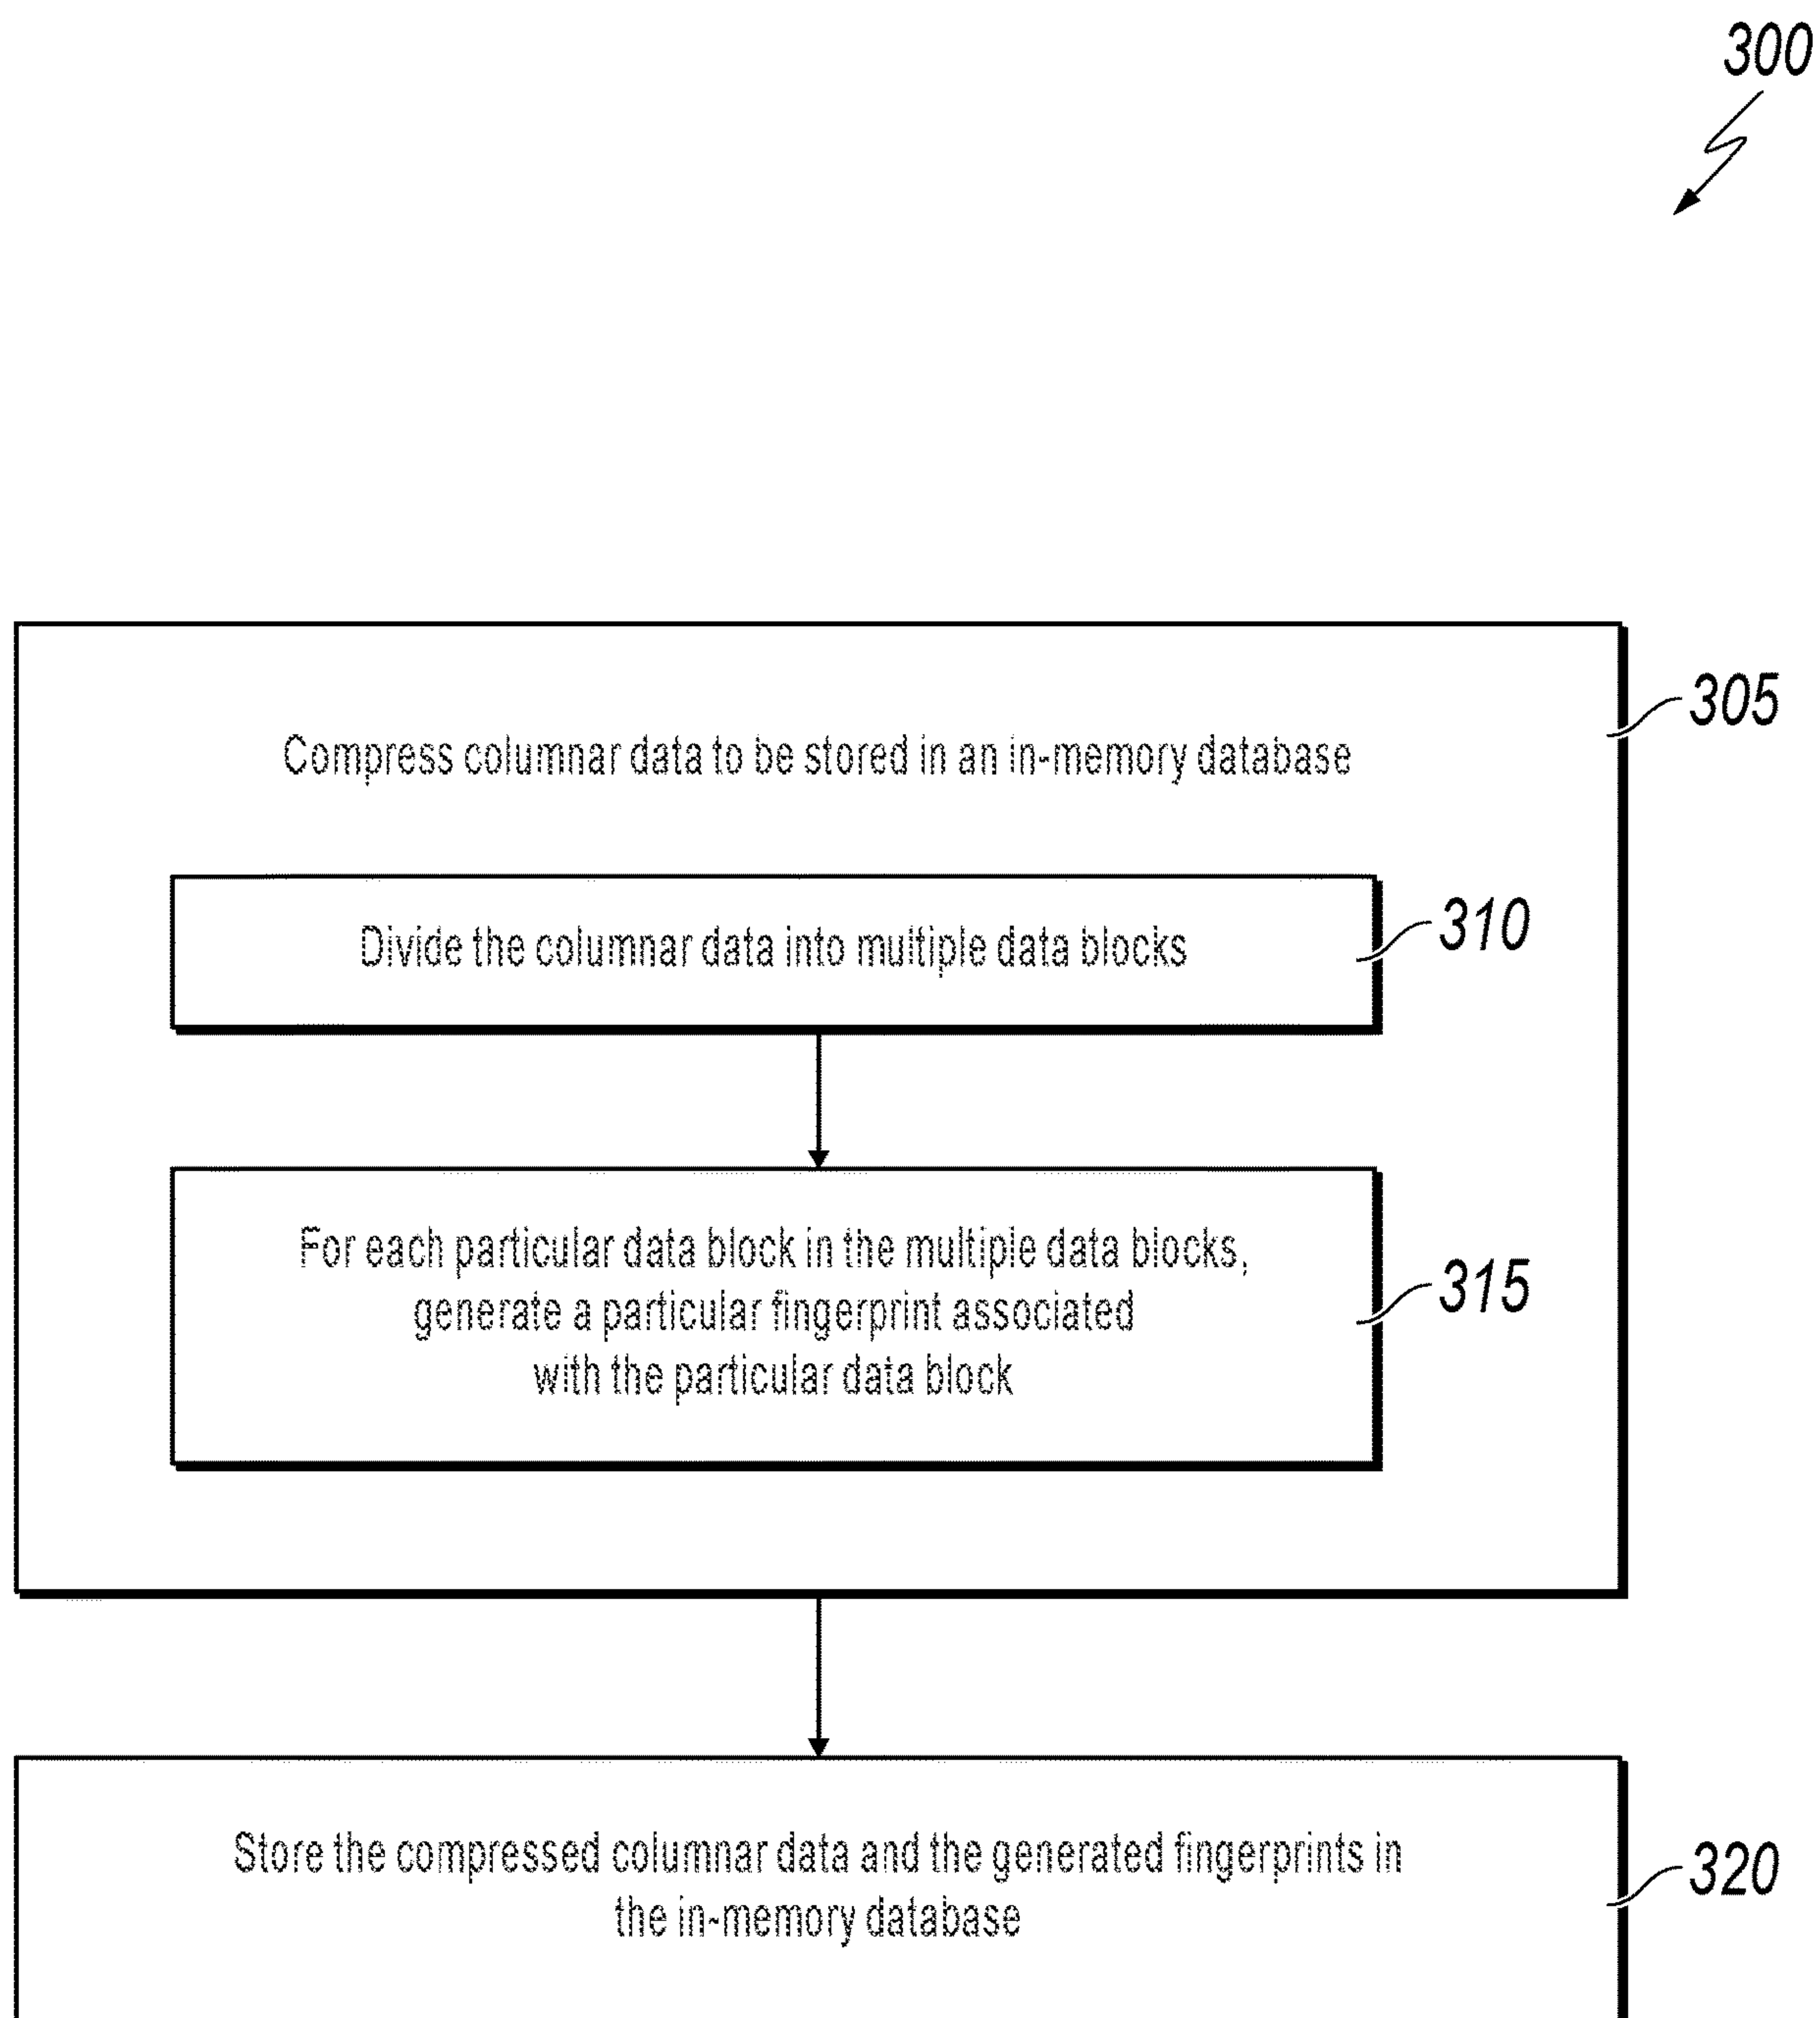 300
305
Compress columnar data to be stored in an in-memory database
310
Divide the columnar data into multiple data blocks
For each particular data block in the multiple data blocks,
315
generate a particular fingerprint associated
with the particular data block
Store the compressed columnar data and the generated fingerprints in
320
the in-memory database